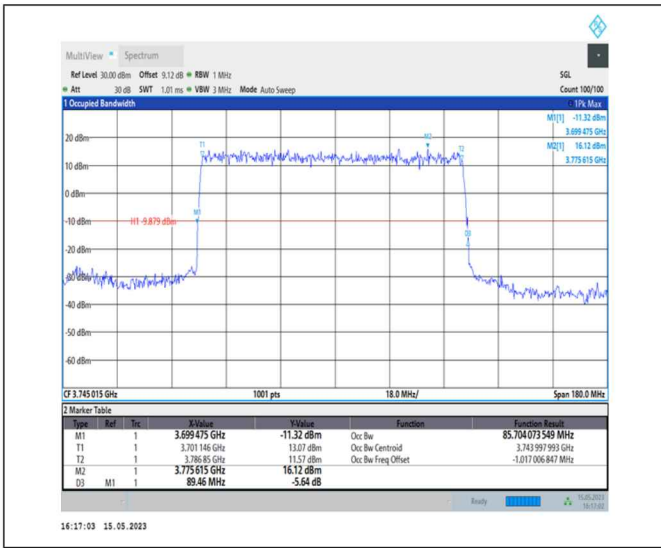 MultiView Spectrum
Ref Level 30.00 dBm Offset 9.12 dB RBW 1 MHz SGL
Att 30 dB SWT 1.01 ms VBW 3 MHz Mode Auto Sweep Count 100/100
1 Occupied Bandwidth 1Pk Max
M1[1] -11.32 dBm
3.699 475 GHz
M2[1] 16.12 dBm
3.775 615 GHz
20 dBm
T1
M2
T2
10 dBm
0 dBm
M1
-10 dBm
H1 -9.879 dBm
D3
-20 dBm
-30 dBm
-40 dBm
-50 dBm
-60 dBm
CF 3.745 015 GHz 1001 pts 18.0 MHz/ Span 180.0 MHz
2 Marker Table
Type Ref Trc X-Value Y-Value Function Function Result
M1 1 3.699 475 GHz -11.32 dBm Occ Bw 85.704 073 549 MHz
T1 1 3.701 146 GHz 13.07 dBm Occ Bw Centroid 3.743 997 993 GHz
T2 1 3.786 85 GHz 11.57 dBm Occ Bw Freq Offset -1.017 006 847 MHz
M2 1 3.775 615 GHz 16.12 dBm
D3 M1 1 89.46 MHz -5.64 dB
Ready 15.05.2023
16:17:02
16:17:03 15.05.2023